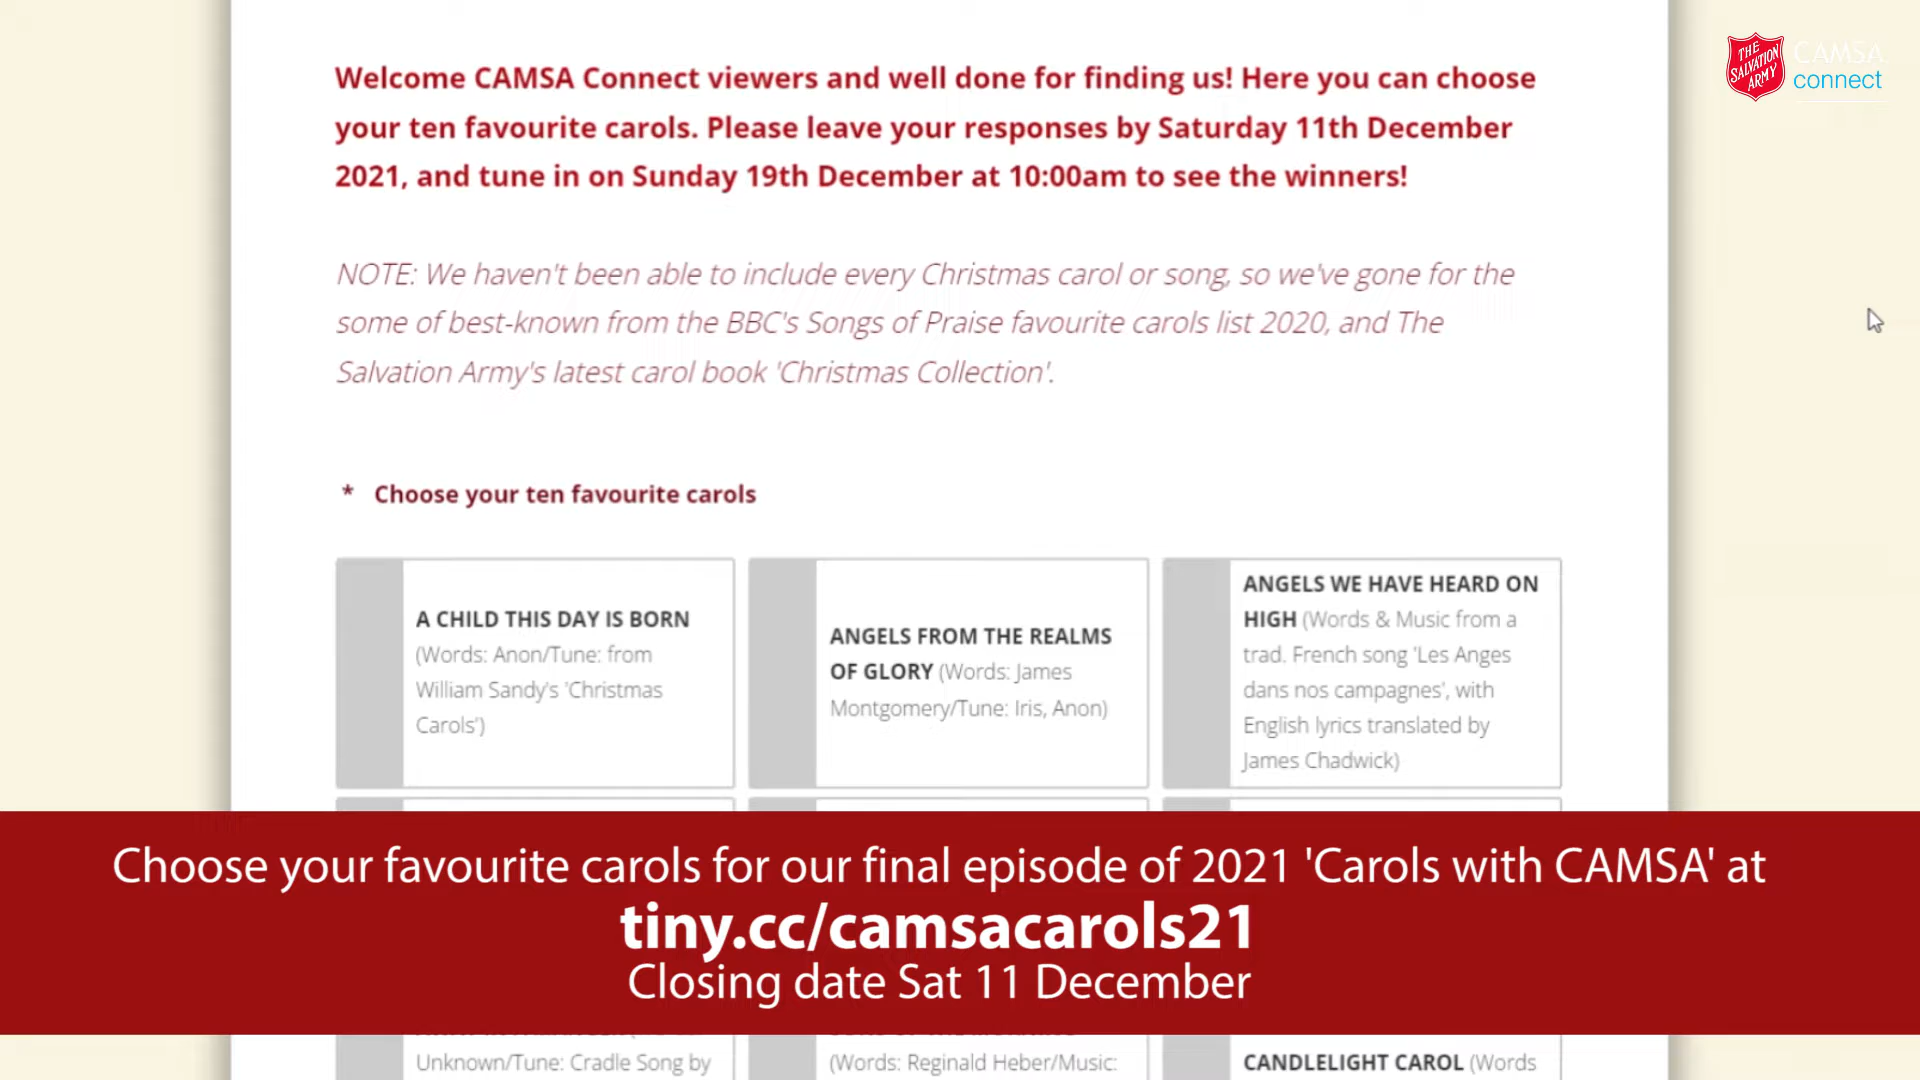 THE
SALVATION
ARMY
CAMSA
connect
Welcome CAMSA Connect viewers and well done for finding us! Here you can choose
your ten favourite carols. Please leave your responses by Saturday 11th December
2021, and tune in on Sunday 19th December at 10:00am to see the winners!
NOTE: We haven't been able to include every Christmas carol or song, so we've gone for the
some of best-known from the BBC's Songs of Praise favourite carols list 2020, and The
Salvation Army's latest carol book 'Christmas Collection'.
* Choose your ten favourite carols
A CHILD THIS DAY IS BORN
(Words: Anon/Tune: from
William Sandy's 'Christmas
Carols')
ANGELS FROM THE REALMS
OF GLORY (Words: James
Montgomery/Tune: Iris, Anon)
ANGELS WE HAVE HEARD ON
HIGH (Words & Music from a
trad. French song 'Les Anges
dans nos campagnes', with
English lyrics translated by
James Chadwick)
Choose your favourite carols for our final episode of 2021 'Carols with CAMSA' at
tiny.cc/camsacarols21
Closing date Sat 11 December
Unknown/Tune: Cradle Song by
(Words: Reginald Heber/Music:
CANDLELIGHT CAROL (Words